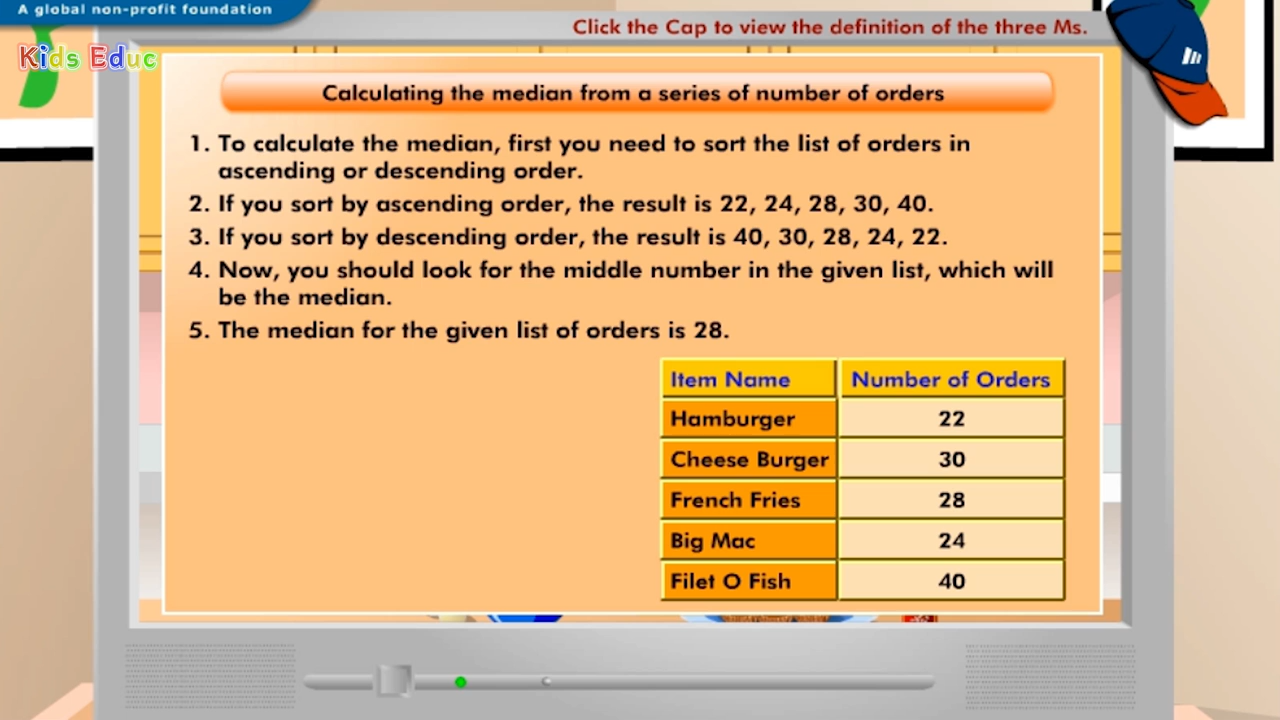 A global non-profit foundation
Click the Cap to view the definition of the three Ms.
Kids Educ
Calculating the median from a series of number of orders
1. To calculate the median, first you need to sort the list of orders in
ascending or descending order.
2. If you sort by ascending order, the result is 22, 24, 28, 30, 40.
3. If you sort by descending order, the result is 40, 30, 28, 24, 22.
4. Now, you should look for the middle number in the given list, which will
be the median.
5. The median for the given list of orders is 28.
Item Name Number of Orders
Hamburger 22
Cheese Burger 30
French Fries 28
Big Mac 24
Filet O Fish 40